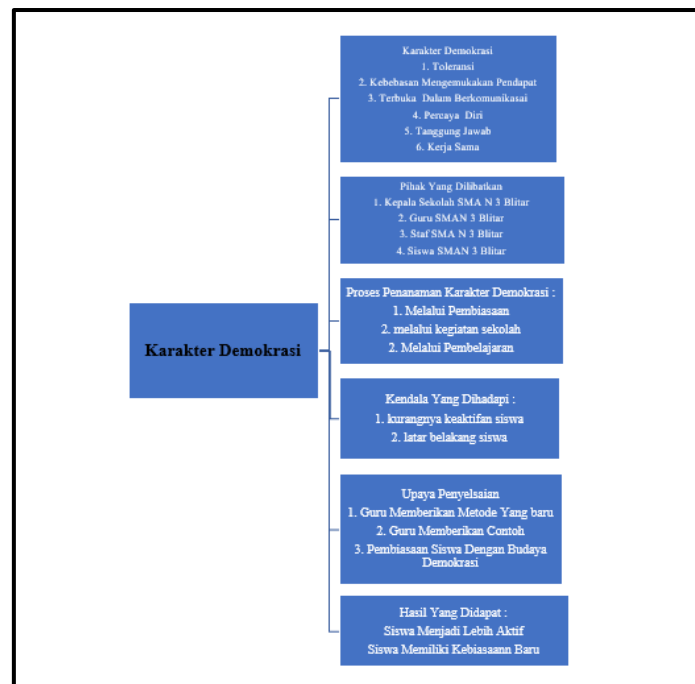 Karakter Demokrasi
Karakter Demokrasi
1. Toleransi
2. Kebebasan Mengemukakan Pendapat
3. Terbuka Dalam Berkomunikasai
4. Percaya Diri
5. Tanggung Jawab
6. Kerja Sama
Pihak Yang Dilibatkan
1. Kepala Sekolah SMA N 3 Blitar
2. Guru SMAN 3 Blitar
3. Staf SMA N 3 Blitar
4. Siswa SMAN 3 Blitar
Proses Penanaman Karakter Demokrasi :
1. Melalui Pembiasaan
2. melalui kegiatan sekolah
2. Melalui Pembelajaran
Kendala Yang Dihadapi :
1. kurangnya keaktifan siswa
2. latar belakang siswa
Upaya Penyelsaian
1. Guru Memberikan Metode Yang baru
2. Guru Memberikan Contoh
3. Pembiasaan Siswa Dengan Budaya
Demokrasi
Hasil Yang Didapat :
Siswa Menjadi Lebih Aktif
Siswa Memiliki Kebiasaann Baru